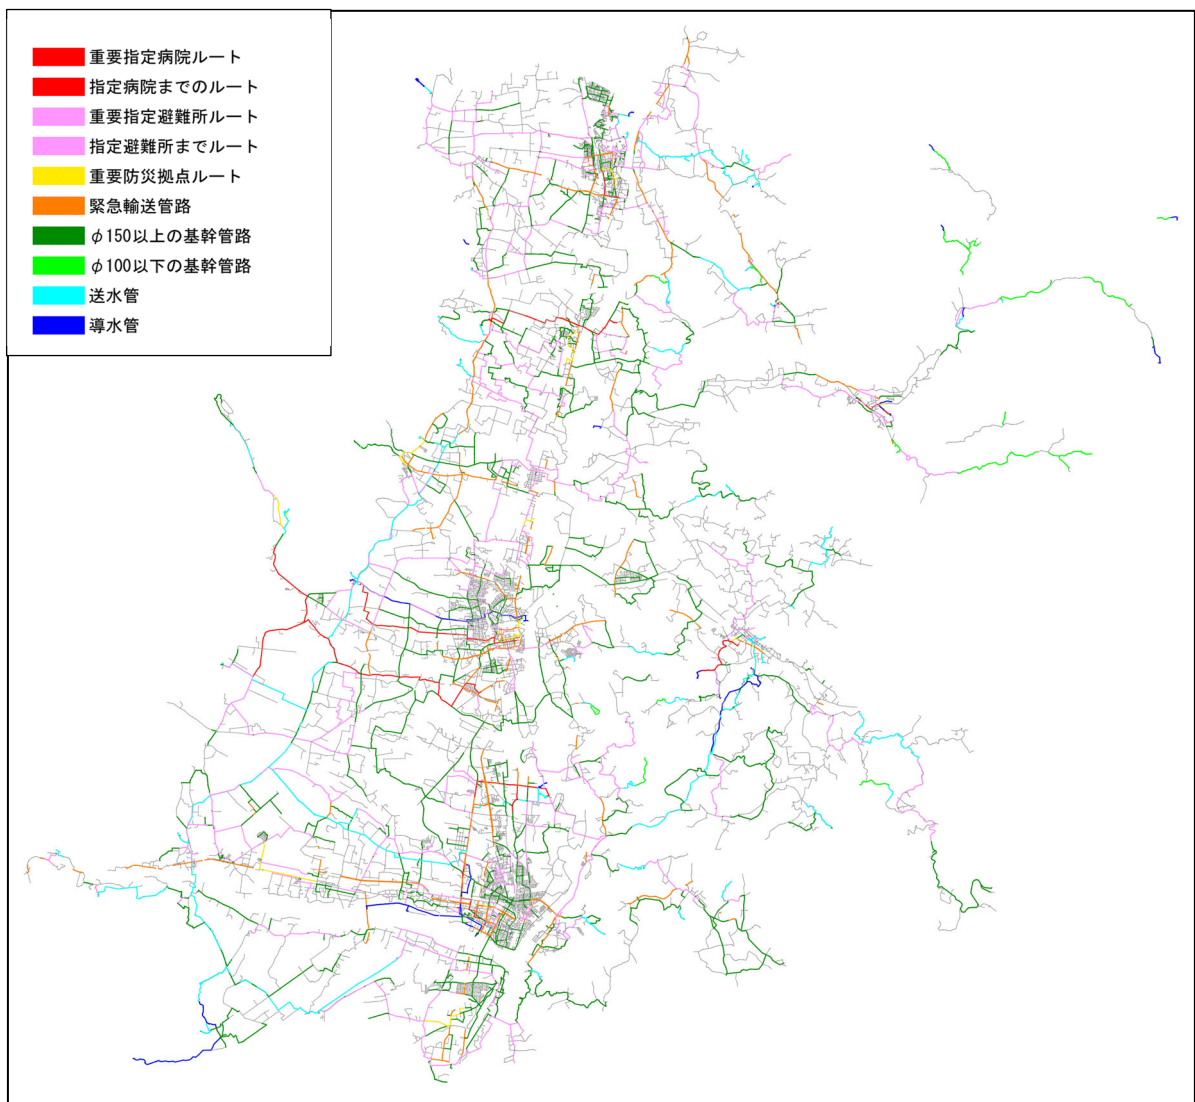 重要指定病院ルート
指定病院までのルート
重要指定避難所ルート
指定避難所までルート
重要防災拠点ルート
緊急輸送管路
φ150以上の基幹管路
φ100以下の基幹管路
送水管
導水管